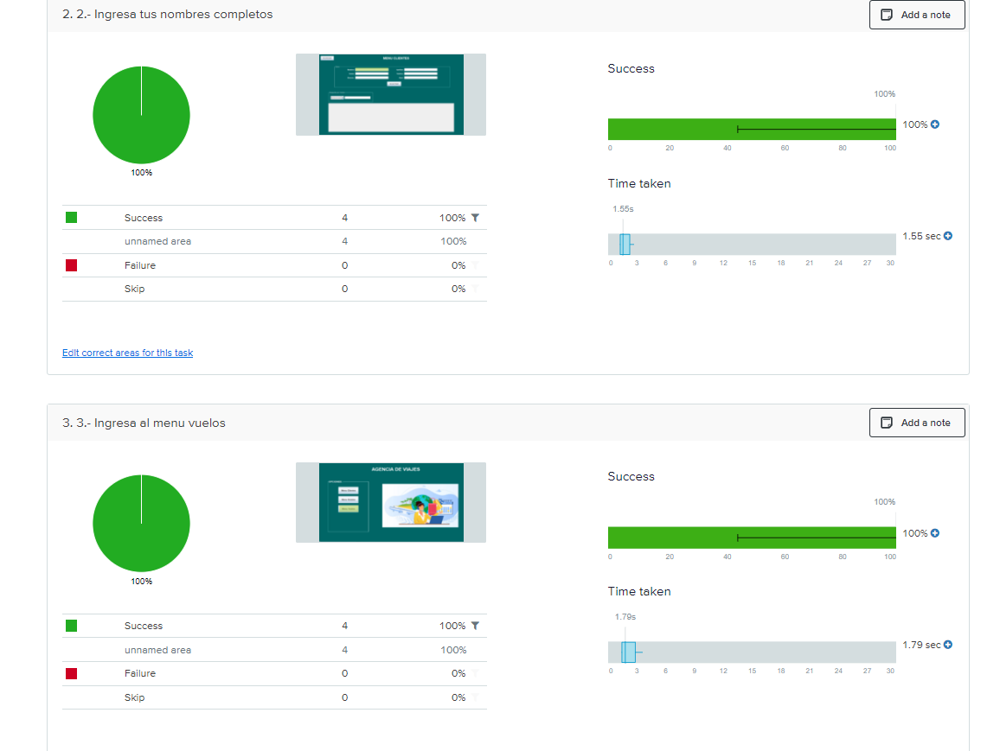 2. 2.- Ingresa tus nombres completos
Add a note
MENU CLIENTES
100%
Success 4 100%
unnamed area 4 100%
Failure 0 0%
Skip 0 0%
Edit correct areas for this task
Success
100%
100%
0 20 40 60 80 100
Time taken
1.55s
1.55 sec
0 3 6 9 12 15 18 21 24 27 30
3. 3.- Ingresa al menu vuelos
Add a note
AGENCIA DE VIAJES
100%
Success 4 100%
unnamed area 4 100%
Failure 0 0%
Skip 0 0%
Success
100%
100%
0 20 40 60 80 100
Time taken
1.79s
1.79 sec
0 3 6 9 12 15 18 21 24 27 30